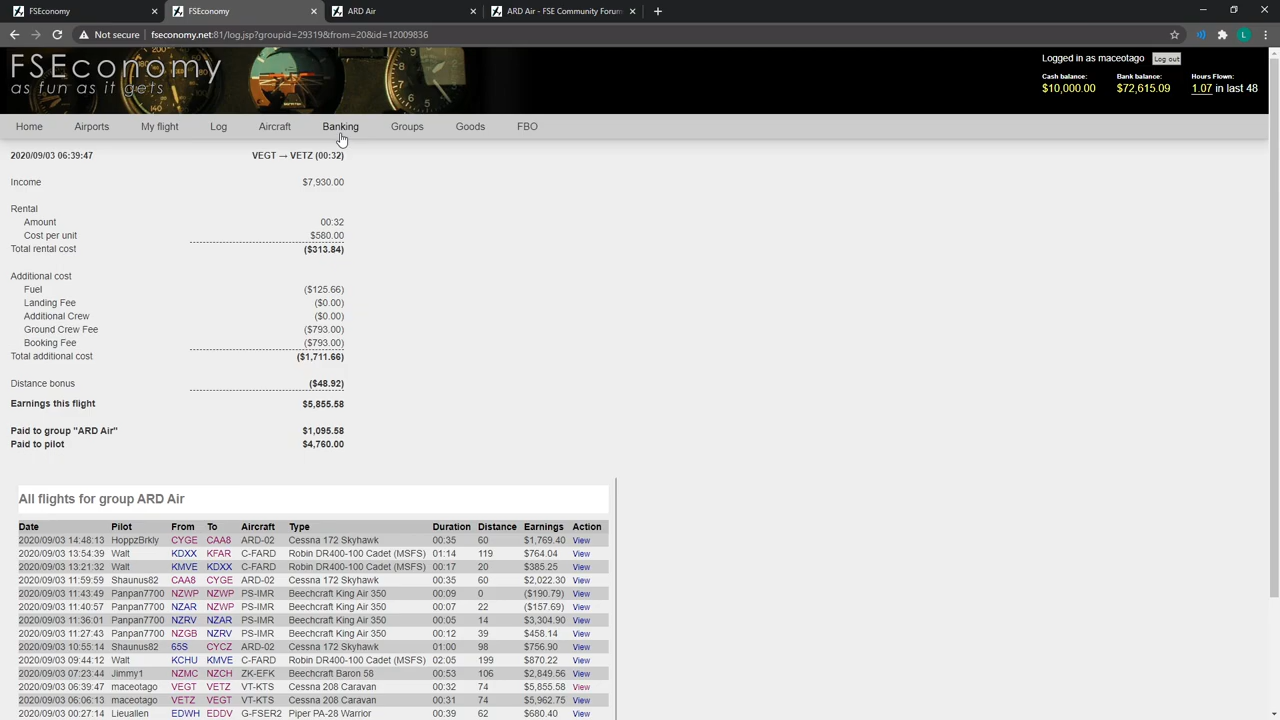 FSEconomy
FSEconomy
ARD Air
ARD Air - FSE Community Forum
Not secure
fseconomy.net:81/log.jsp?groupid=29319&from=20&id=12009836
L
FSEconomy
as fun as it gets
Logged in as maceotago
Log out
Cash balance: Bank balance: Hours Flown:
$10,000.00 $72,615.09 1.07 in last 48
Home Airports My flight Log Aircraft Banking Groups Goods FBO
2020/09/03 06:39:47 VEGT → VETZ (00:32)
Income $7,930.00
Rental
Amount 00:32
Cost per unit $580.00
Total rental cost ($313.84)
Additional cost
Fuel ($125.66)
Landing Fee ($0.00)
Additional Crew ($0.00)
Ground Crew Fee ($793.00)
Booking Fee ($793.00)
Total additional cost ($1,711.66)
Distance bonus ($48.92)
Earnings this flight $5,855.58
Paid to group "ARD Air" $1,095.58
Paid to pilot $4,760.00
All flights for group ARD Air
Date Pilot From To Aircraft Type Duration Distance Earnings Action
2020/09/03 14:48:13 HoppzBrkly CYGE CAA8 ARD-02 Cessna 172 Skyhawk 00:35 60 $1,769.40 View
2020/09/03 13:54:39 Walt KDXX KFAR C-FARD Robin DR400-100 Cadet (MSFS) 01:14 119 $764.04 View
2020/09/03 13:21:32 Walt KMVE KDXX C-FARD Robin DR400-100 Cadet (MSFS) 00:17 20 $385.25 View
2020/09/03 11:59:59 Shaunus82 CAA8 CYGE ARD-02 Cessna 172 Skyhawk 00:35 60 $2,022.30 View
2020/09/03 11:43:49 Panpan7700 NZWP NZWP PS-IMR Beechcraft King Air 350 00:09 0 ($190.79) View
2020/09/03 11:40:57 Panpan7700 NZAR NZWP PS-IMR Beechcraft King Air 350 00:07 22 ($157.69) View
2020/09/03 11:36:01 Panpan7700 NZRV NZAR PS-IMR Beechcraft King Air 350 00:05 14 $3,304.90 View
2020/09/03 11:27:43 Panpan7700 NZGB NZRV PS-IMR Beechcraft King Air 350 00:12 39 $458.14 View
2020/09/03 10:55:14 Shaunus82 65S CYCZ ARD-02 Cessna 172 Skyhawk 01:00 98 $756.90 View
2020/09/03 09:44:12 Walt KCHU KMVE C-FARD Robin DR400-100 Cadet (MSFS) 02:05 199 $870.22 View
2020/09/03 07:23:44 Jimmy1 NZMC NZCH ZK-EFK Beechcraft Baron 58 00:53 106 $2,849.56 View
2020/09/03 06:39:47 maceotago VEGT VETZ VT-KTS Cessna 208 Caravan 00:32 74 $5,855.58 View
2020/09/03 06:06:13 maceotago VETZ VEGT VT-KTS Cessna 208 Caravan 00:31 74 $5,962.75 View
2020/09/03 00:27:14 Lieuallen EDWH EDDV G-FSER2 Piper PA-28 Warrior 00:39 62 $680.40 View